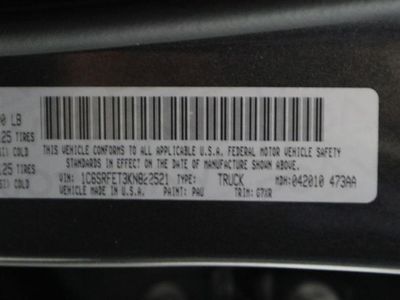 0 LB
25 TIRES
COLD
25 TIRES
COLD
THIS VEHICLE CONFORMS TO ALL APPLICABLE U.S.A. FEDERAL MOTOR VEHICLE SAFETY
STANDARDS IN EFFECT ON THE DATE OF MANUFACTURE SHOWN ABOVE.
VIN: 1C6SRFET3KN822521 TYPE: TRUCK MDH: 042010 473AA
VEHICLE MADE IN U.S.A. PAINT: PAU TRIM: G7XR